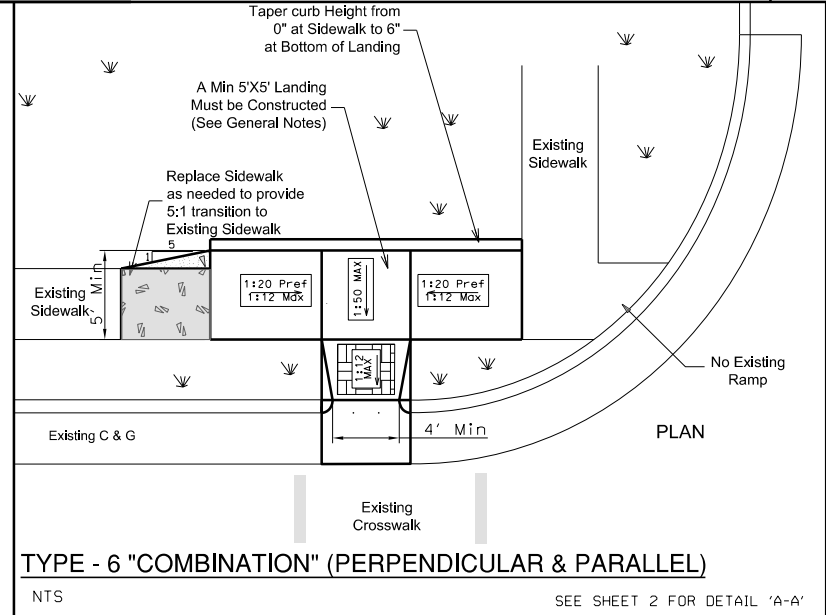 Taper curb Height from
0" at Sidewalk to 6"
at Bottom of Landing
A Min 5'X5' Landing
Must be Constructed
(See General Notes)
Existing
Sidewalk
Replace Sidewalk
as needed to provide
5:1 transition to
Existing Sidewalk
5
1
5' Min
Existing
Sidewalk
1:20 Pref
1:12 Max
1:50 MAX
1:20 Pref
1:12 Max
1:12
MAX
No Existing
Ramp
4' Min
Existing C & G
PLAN
Existing
Crosswalk
TYPE - 6 "COMBINATION" (PERPENDICULAR & PARALLEL)
NTS
SEE SHEET 2 FOR DETAIL 'A-A'